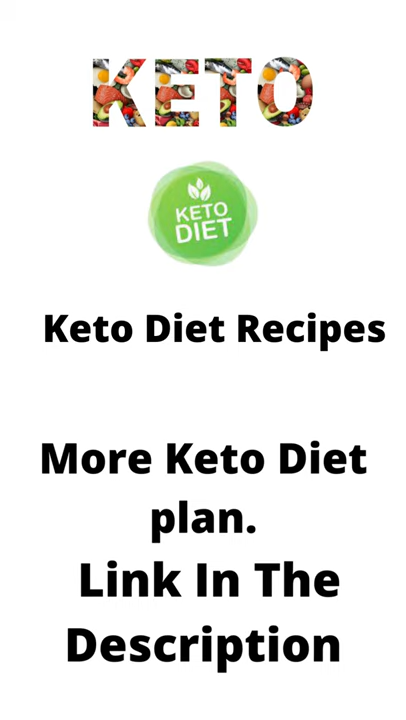 KETO
KETO
DIET
Keto Diet Recipes
More Keto Diet
plan.
Link In The
Description